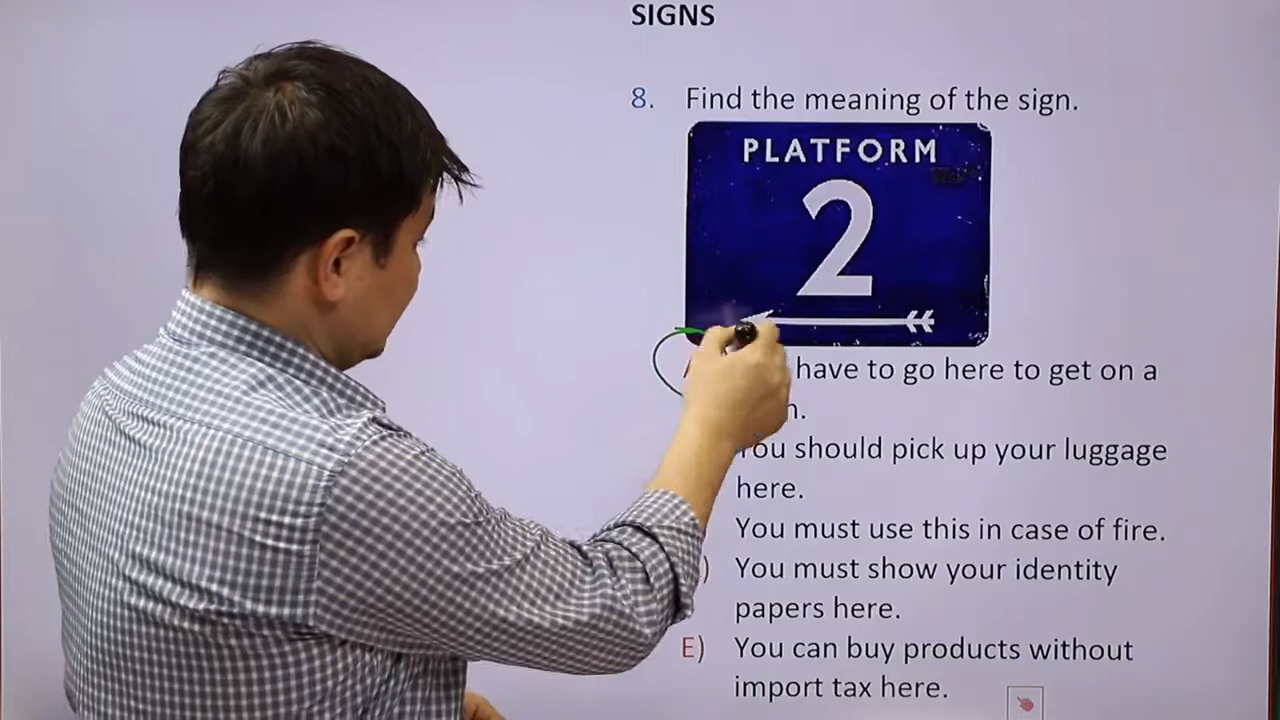 SIGNS
8. Find the meaning of the sign.
PLATFORM
2
have to go here to get on a
You should pick up your luggage
here.
You must use this in case of fire.
You must show your identity
papers here.
E) You can buy products without
import tax here.